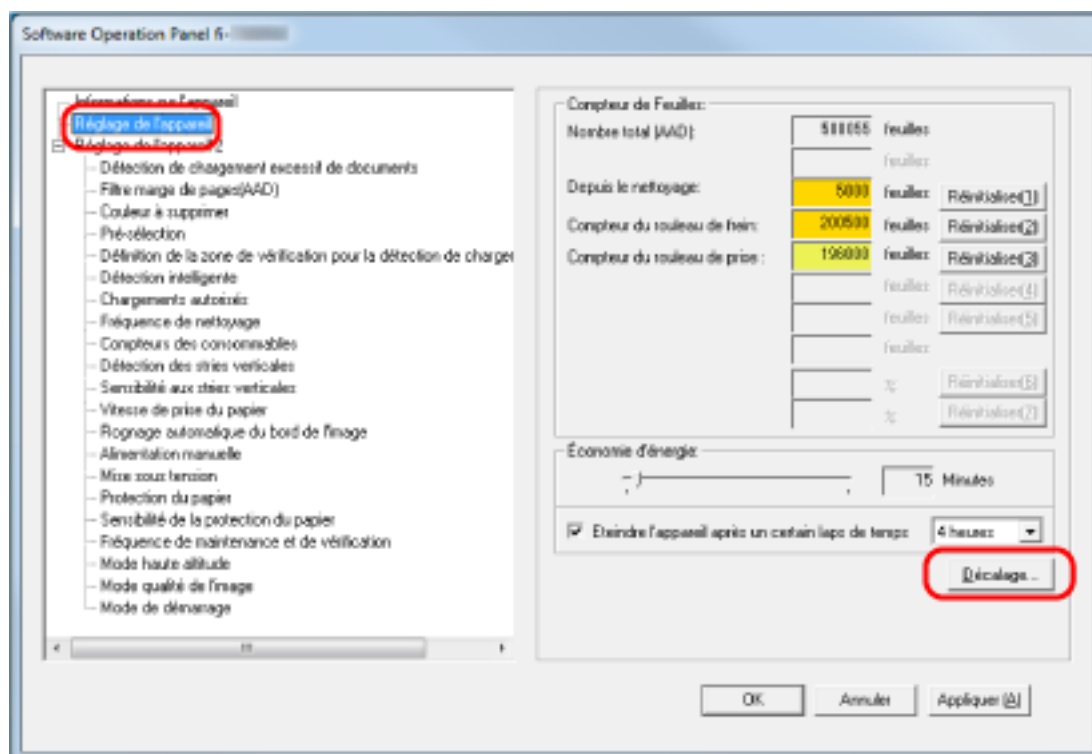 Software Operation Panel fi-
Informations sur l'appareil
Réglage de l'appareil
Réglage de l'appareil 2
Détection de chargement excessif de documents
Filtre marge de pages(AAD)
Couleur à supprimer
Pré-sélection
Définition de la zone de vérification pour la détection de charge
Détection intelligente
Chargements autorisés
Fréquence de nettoyage
Compteurs des consommables
Détection des stries verticales
Sensibilité aux stries verticales
Vitesse de prise du papier
Rognage automatique du bord de l'image
Alimentation manuelle
Mise sous tension
Protection du papier
Sensibilité de la protection du papier
Fréquence de maintenance et de vérification
Mode haute altitude
Mode qualité de l'image
Mode de démarrage
Compteur de Feuilles:
Nombre total (AAD): feuilles
feuilles
Depuis le nettoyage: 5000 feuilles Réinitialiser(1)
Compteur du rouleau de frein: 200500 feuilles Réinitialiser(2)
Compteur du rouleau de prise : 196000 feuilles Réinitialiser(3)
feuilles Réinitialiser(4)
feuilles Réinitialiser(5)
feuilles
% Réinitialiser(6)
% Réinitialiser(7)
Économie d'énergie:
15 Minutes
Eteindre l'appareil après un certain laps de temps 4 heures
Décalage...
OK Annuler Appliquer (A)